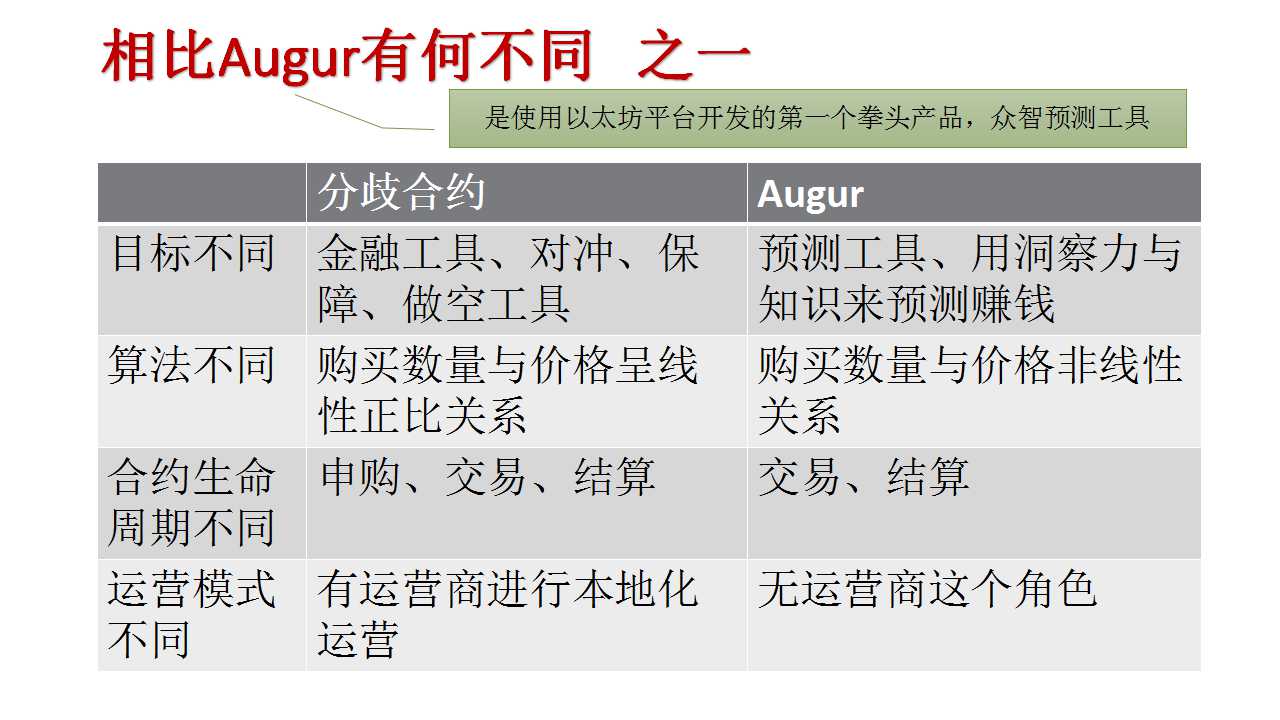 相比Augur有何不同 之一
是使用以太坊平台开发的第一个拳头产品，众智预测工具
分歧合约
Augur
目标不同
金融工具、对冲、保
障、做空工具
预测工具、用洞察力与
知识来预测赚钱
算法不同
购买数量与价格呈线
性正比关系
购买数量与价格非线性
关系
合约生命
周期不同
申购、交易、结算
交易、结算
运营模式
不同
有运营商进行本地化
运营
无运营商这个角色